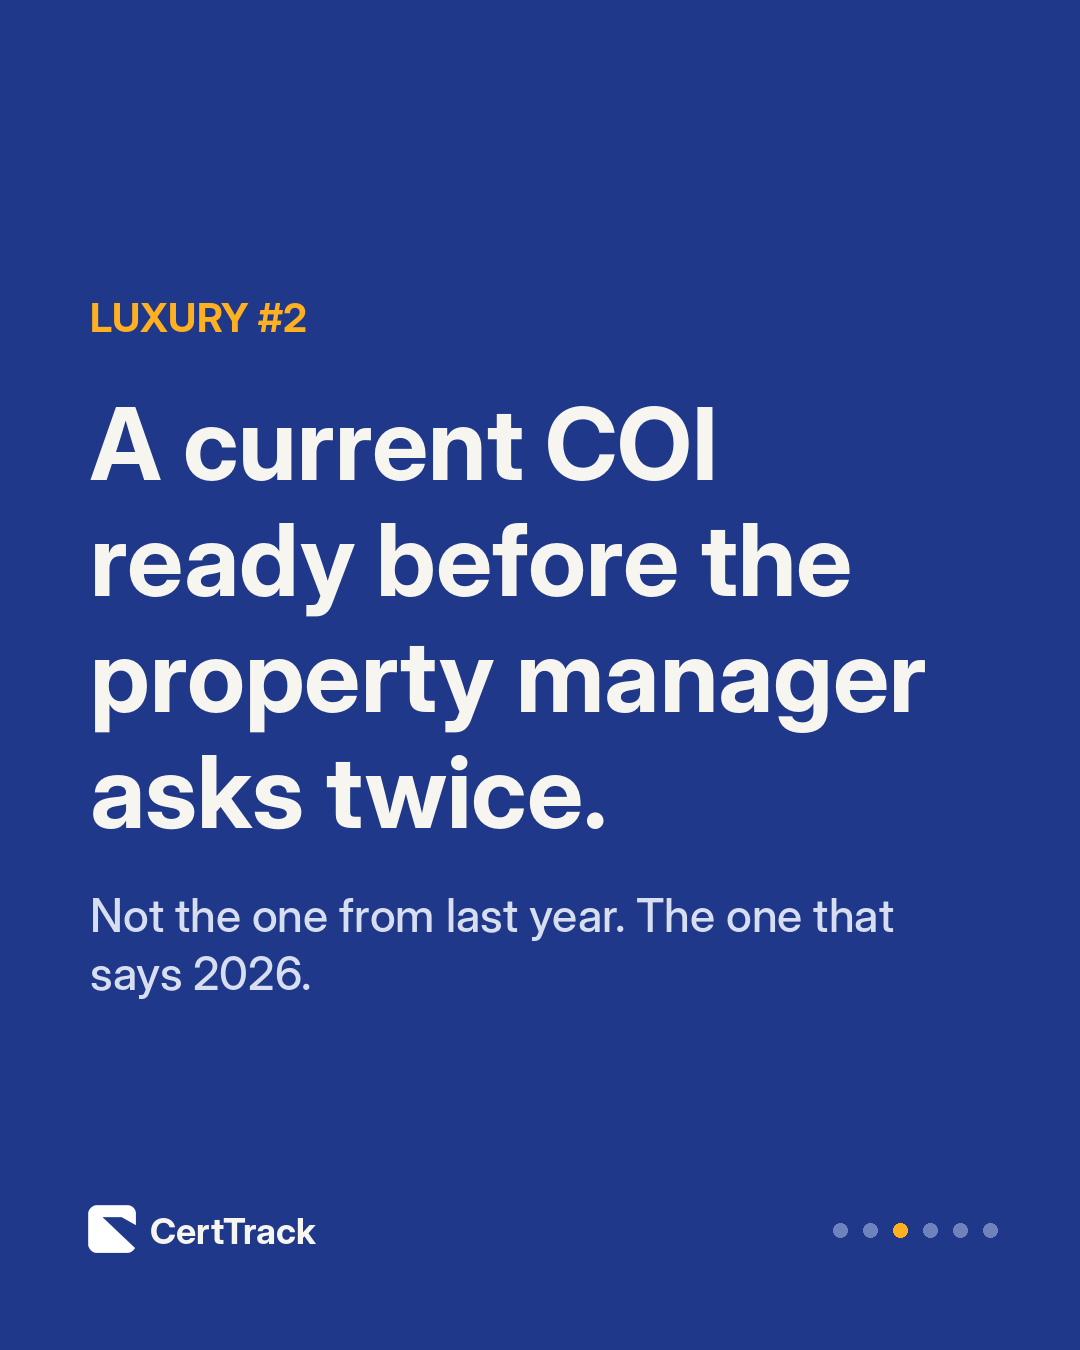 LUXURY #2
A current COI
ready before the
property manager
asks twice.
Not the one from last year. The one that
says 2026.
CertTrack